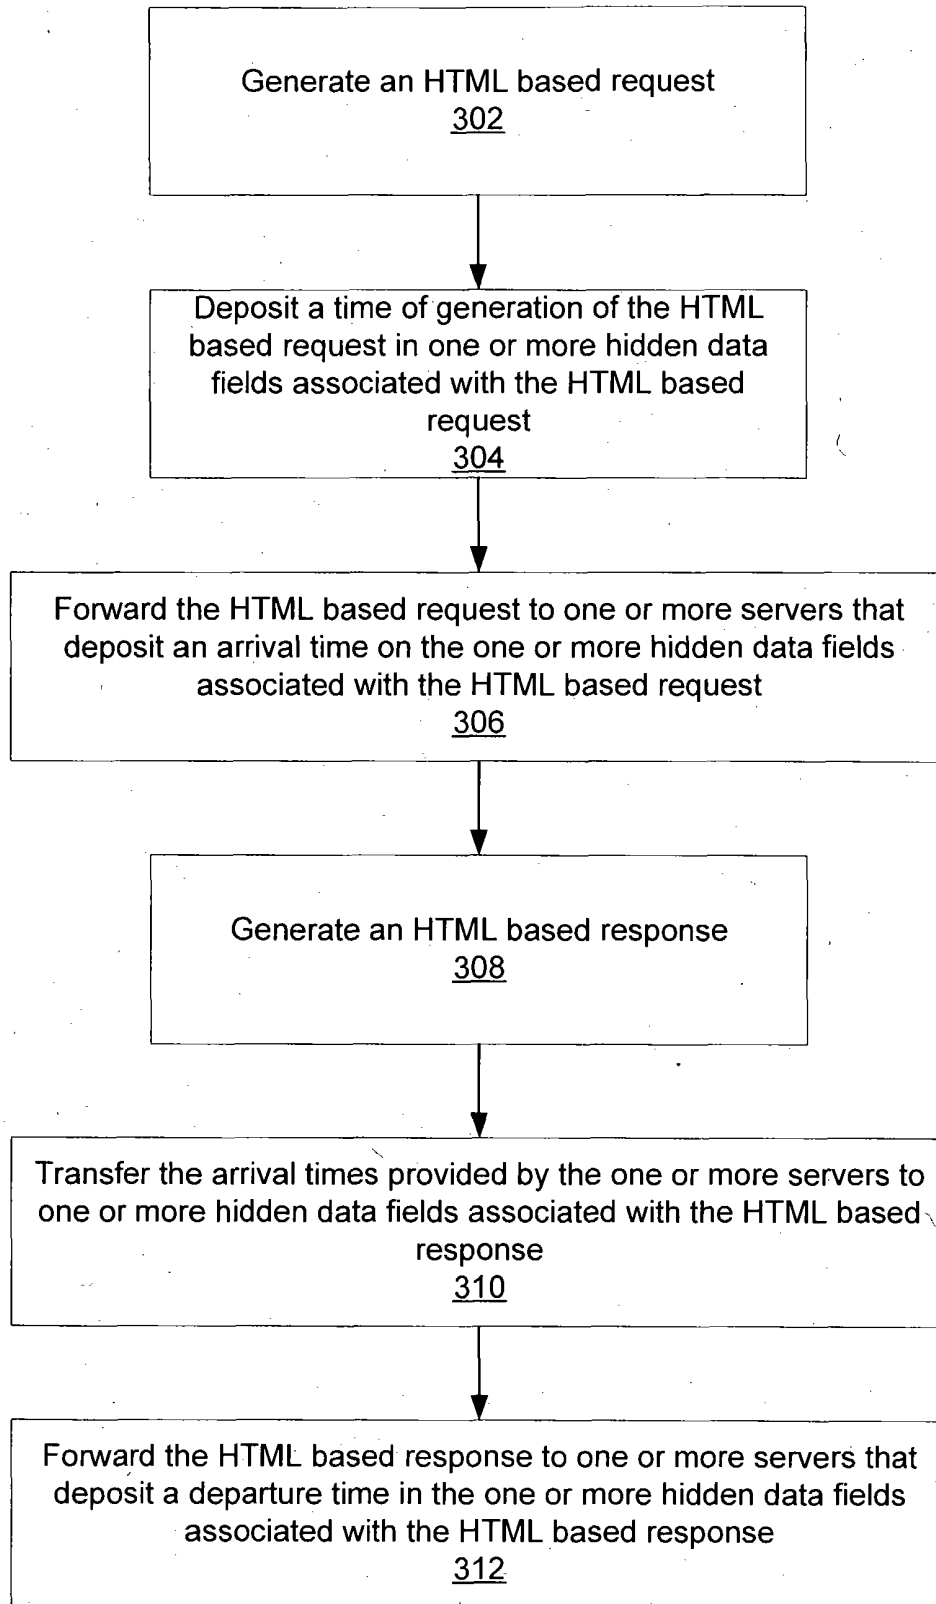 Generate an HTML based request
302
Deposit a time of generation of the HTML
based request in one or more hidden data
fields associated with the HTML based
request
304
Forward the HTML based request to one or more servers that
deposit an arrival time on the one or more hidden data fields
associated with the HTML based request
306
Generate an HTML based response
308
Transfer the arrival times provided by the one or more servers to
one or more hidden data fields associated with the HTML based
response
310
Forward the HTML based response to one or more servers that
deposit a departure time in the one or more hidden data fields
associated with the HTML based response
312